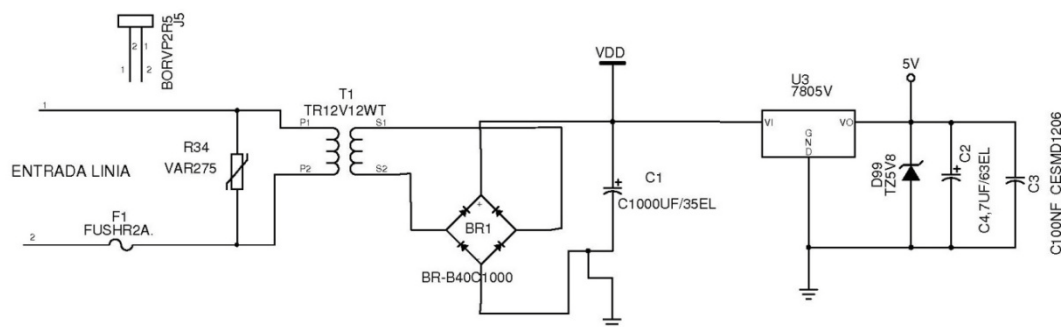 2 1
1 2
BORVP2R5
J5
1
ENTRADA LINIA
2
F1
FUSHR2A.
R34
VAR275
T1
TR12V12WT
P1
P2
S1
S2
+
BR1
BR-B40C1000
VDD
+
C1
C1000UF/35EL
U3
7805V
VI
GND
VO
5V
D99
TZ5V8
+
C2
C4,7UF/63EL
C3
C100NF_CESMD1206